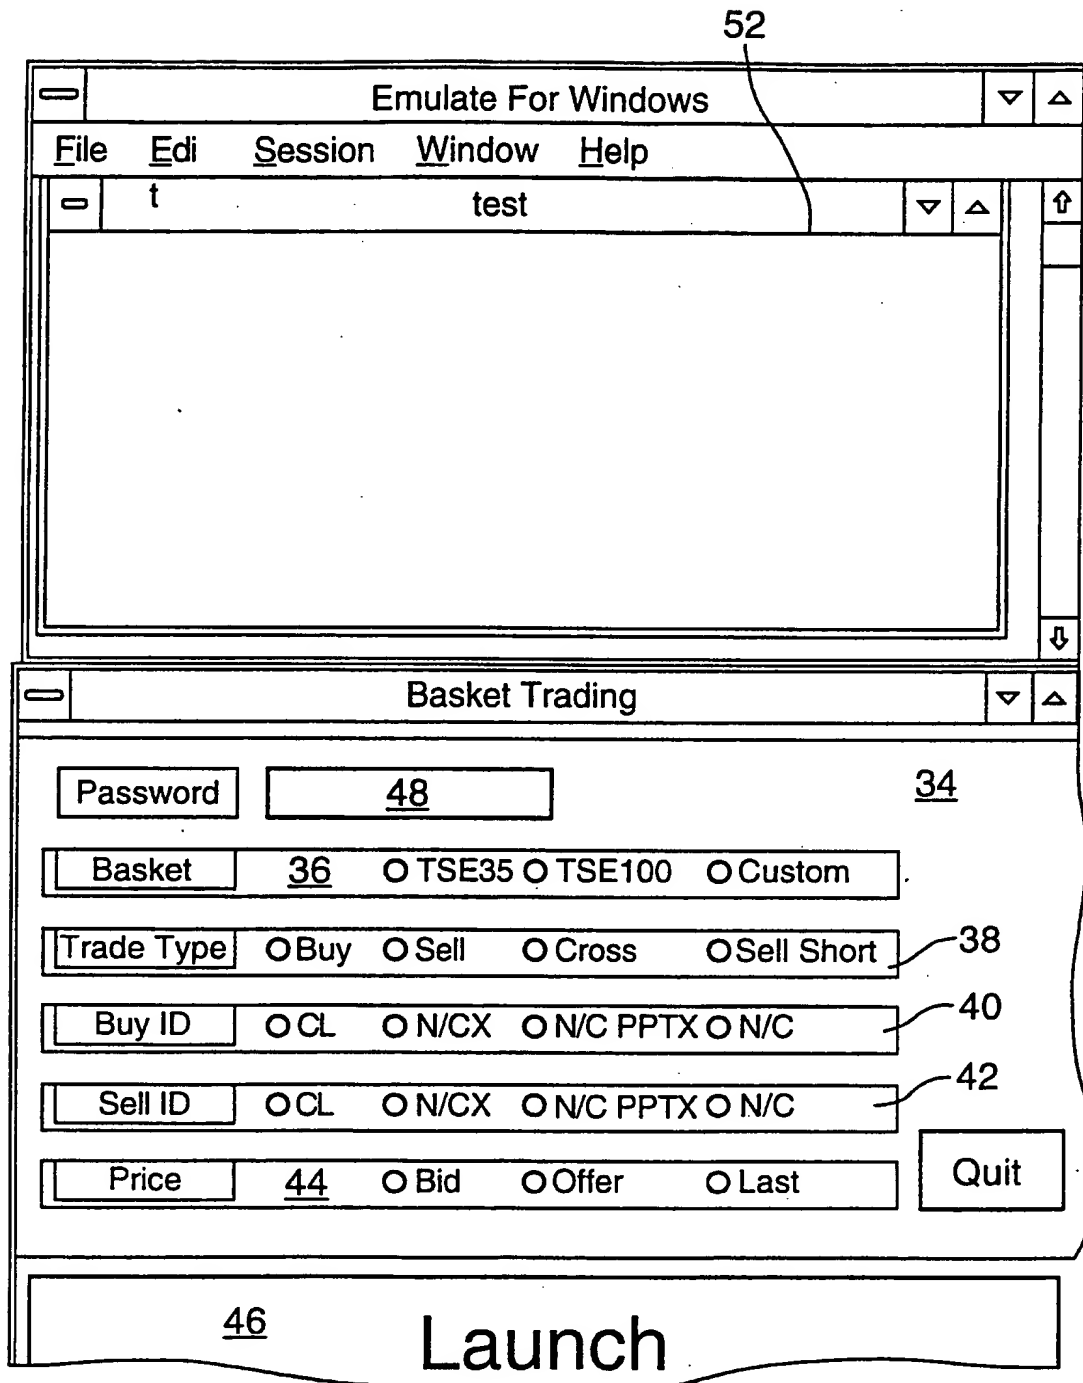 52
Emulate For Windows
File Edi Session Window Help
t
test
Basket Trading
Password 48 34
Basket 36 TSE35 TSE100 Custom
Trade Type Buy Sell Cross Sell Short 38
Buy ID CL N/CX N/C PPTX N/C 40
Sell ID CL N/CX N/C PPTX N/C 42
Price 44 Bid Offer Last
Quit
46 Launch